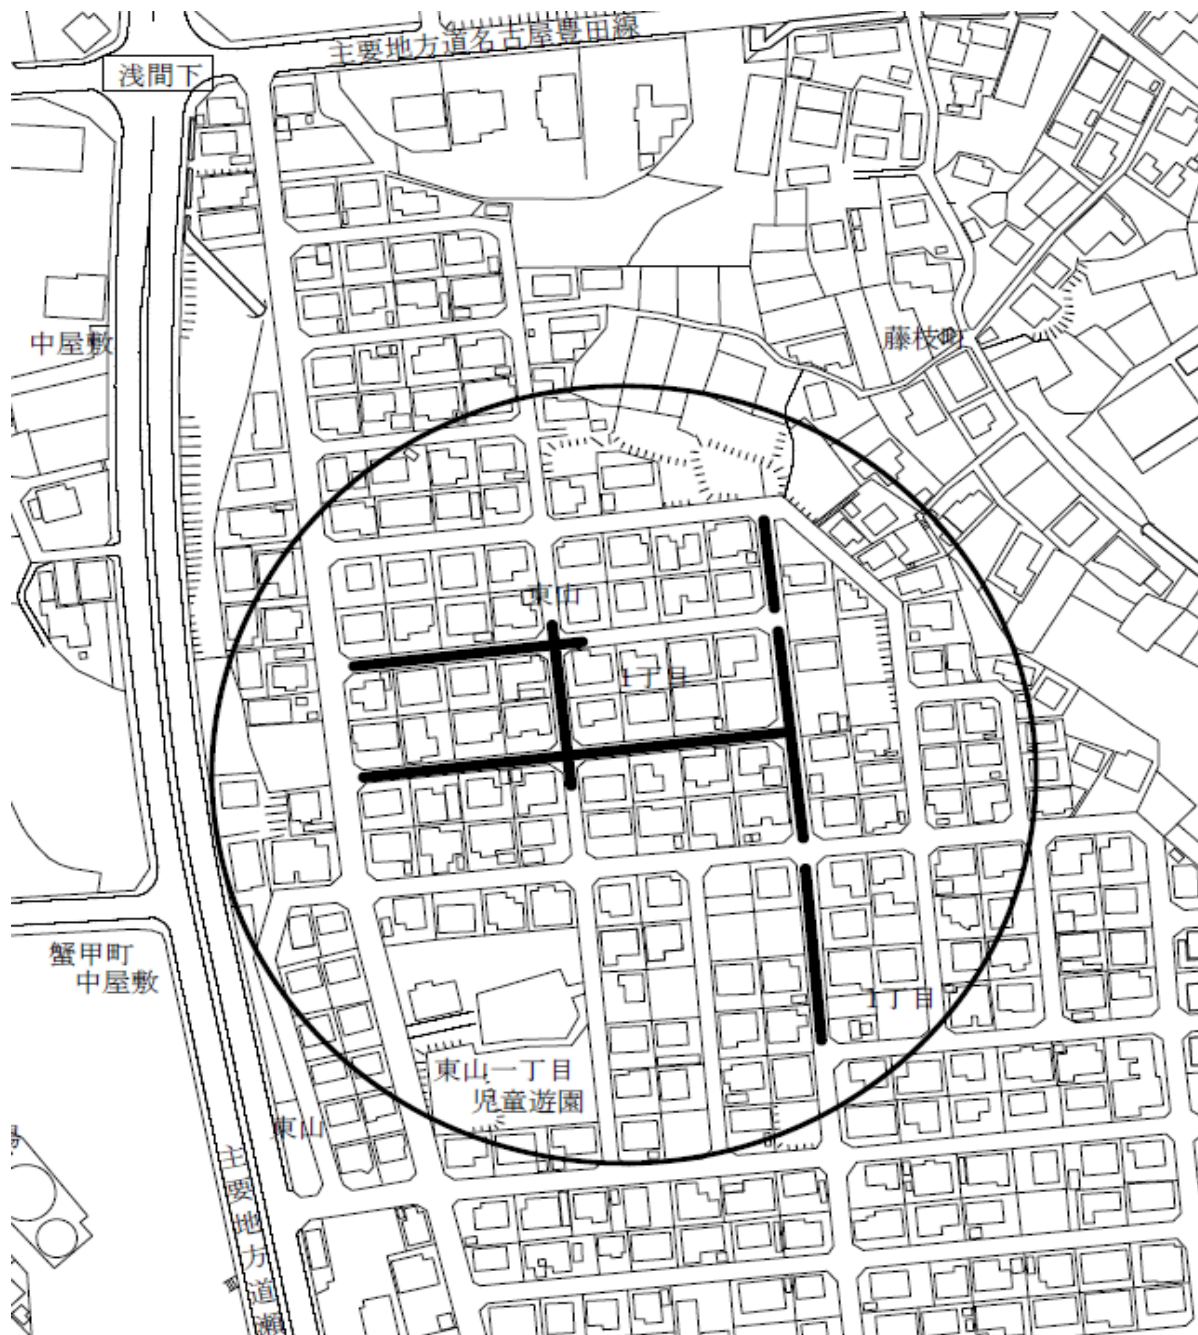 主要地方道名古屋豊田線
浅間下
中屋敷
藤枝町
東山
1丁目
蟹甲町
中屋敷
1丁目
東山一丁目
児童遊園
東山
主要地方道瀬